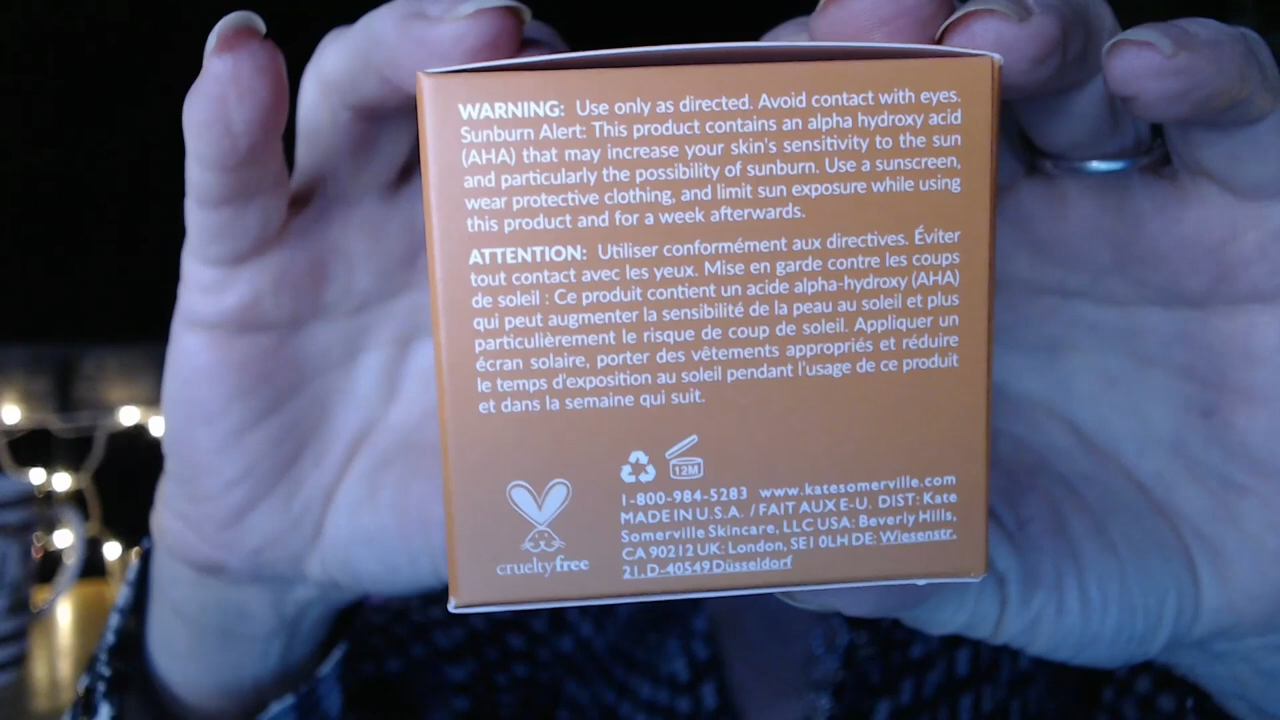 WARNING: Use only as directed. Avoid contact with eyes.
Sunburn Alert: This product contains an alpha hydroxy acid
(AHA) that may increase your skin's sensitivity to the sun
and particularly the possibility of sunburn. Use a sunscreen,
wear protective clothing, and limit sun exposure while using
this product and for a week afterwards.
ATTENTION: Utiliser conformément aux directives. Éviter
tout contact avec les yeux. Mise en garde contre les coups
de soleil : Ce produit contient un acide alpha-hydroxy (AHA)
qui peut augmenter la sensibilité de la peau au soleil et plus
particulièrement le risque de coup de soleil. Appliquer un
écran solaire, porter des vêtements appropriés et réduire
le temps d'exposition au soleil pendant l'usage de ce produit
et dans la semaine qui suit.
12M
1-800-984-5283 www.katesomerville.com
MADE IN U.S.A. / FAIT AUX E-U. DIST: Kate
Somerville Skincare, LLC USA: Beverly Hills,
CA 90212 UK: London, SE1 0LH DE: Wiesenstr.
21, D-40549 Düsseldorf
crueltyfree